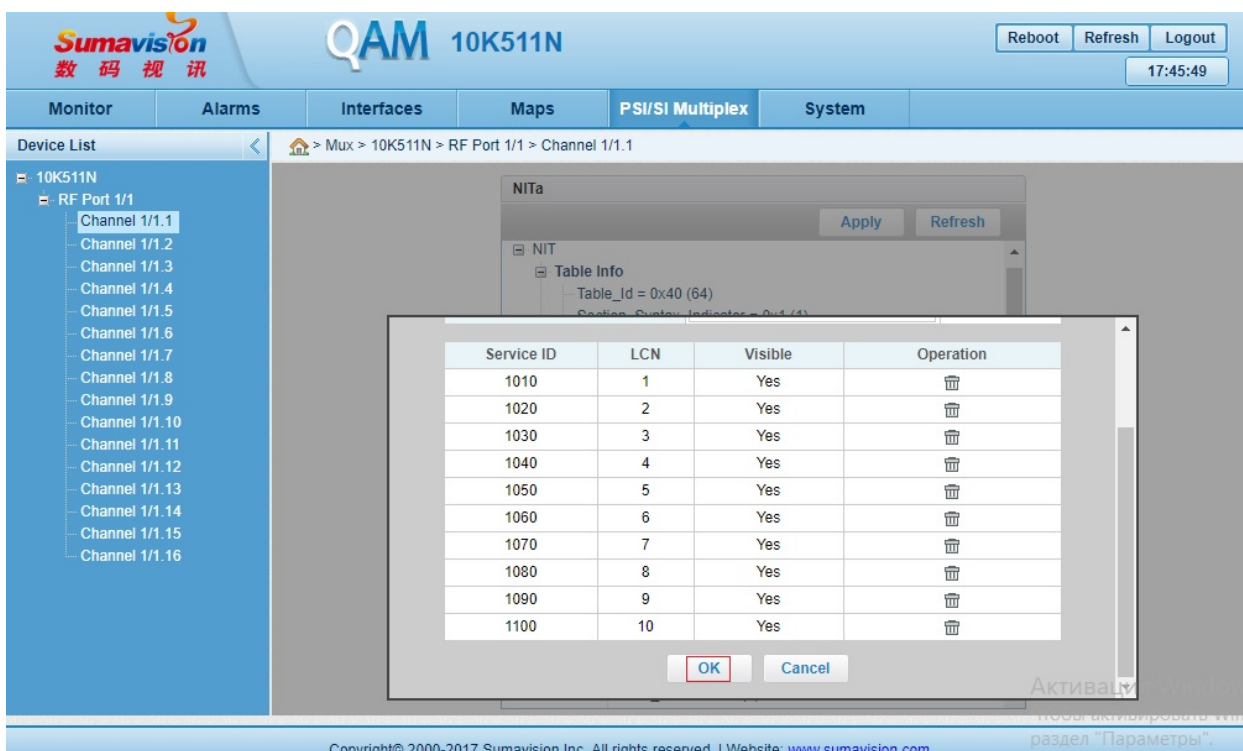 Sumavision
数 码 视 讯
QAM 10K511N
Reboot Refresh Logout
17:45:49
Monitor Alarms Interfaces Maps PSI/SI Multiplex System
Device List
> Mux > 10K511N > RF Port 1/1 > Channel 1/1.1
10K511N
RF Port 1/1
Channel 1/1.1
Channel 1/1.2
Channel 1/1.3
Channel 1/1.4
Channel 1/1.5
Channel 1/1.6
Channel 1/1.7
Channel 1/1.8
Channel 1/1.9
Channel 1/1.10
Channel 1/1.11
Channel 1/1.12
Channel 1/1.13
Channel 1/1.14
Channel 1/1.15
Channel 1/1.16
NITa
Apply Refresh
NIT
Table Info
Table_Id = 0x40 (64)
Section_Syntax_Indicator = 0x1 (1)
Service ID LCN Visible Operation
1010 1 Yes
1020 2 Yes
1030 3 Yes
1040 4 Yes
1050 5 Yes
1060 6 Yes
1070 7 Yes
1080 8 Yes
1090 9 Yes
1100 10 Yes
OK Cancel
Активация Windo
Чтобы активировать Win
раздел "Параметры".
Copyright© 2000-2017 Sumavision Inc. All rights reserved. | Website: www.sumavision.com